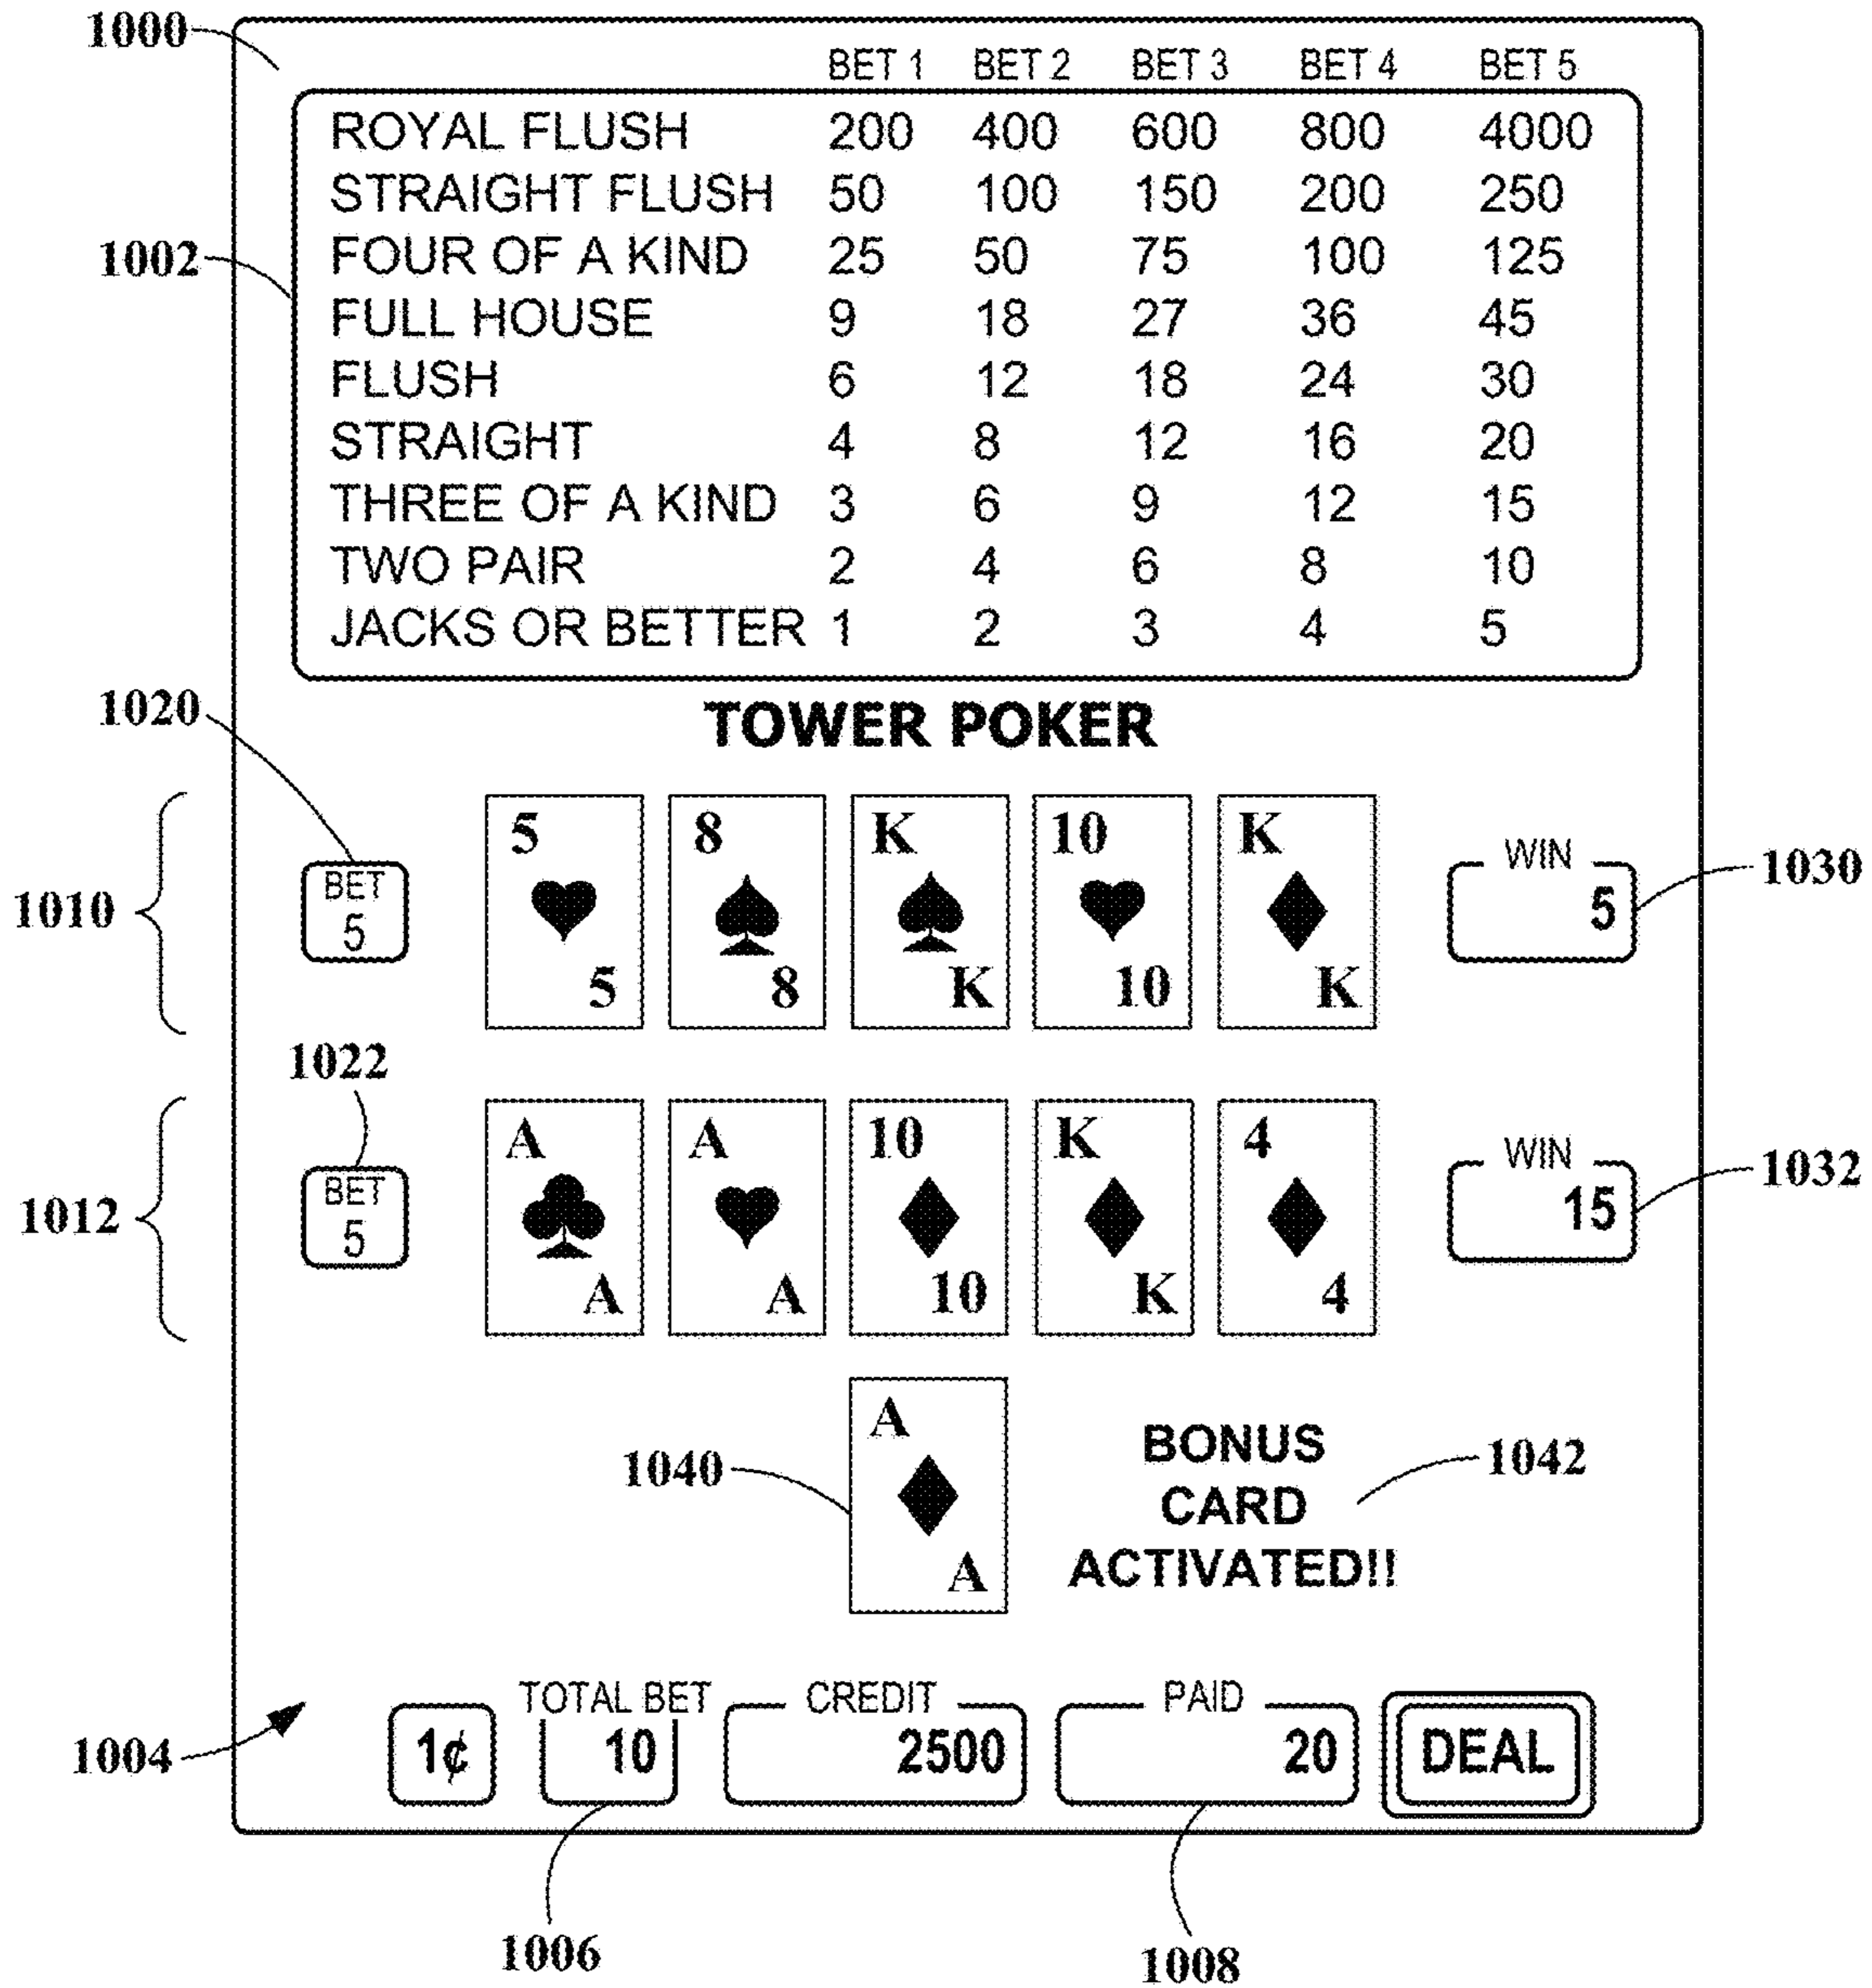 1000
BET 1 BET 2 BET 3 BET 4 BET 5
ROYAL FLUSH 200 400 600 800 4000
STRAIGHT FLUSH 50 100 150 200 250
1002
FOUR OF A KIND 25 50 75 100 125
FULL HOUSE 9 18 27 36 45
FLUSH 6 12 18 24 30
STRAIGHT 4 8 12 16 20
THREE OF A KIND 3 6 9 12 15
TWO PAIR 2 4 6 8 10
JACKS OR BETTER 1 2 3 4 5
1020
TOWER POKER
5 8 K 10 K
WIN
1030
BET
5
1010
5
5 8 K 10 K
1022
A A 10 K 4
WIN
1032
BET
15
1012
5
A A 10 K 4
A
BONUS
1040
1042
CARD
ACTIVATED!!
A
TOTAL BET CREDIT PAID
1004
1¢ 10 2500 20 DEAL
1006
1008